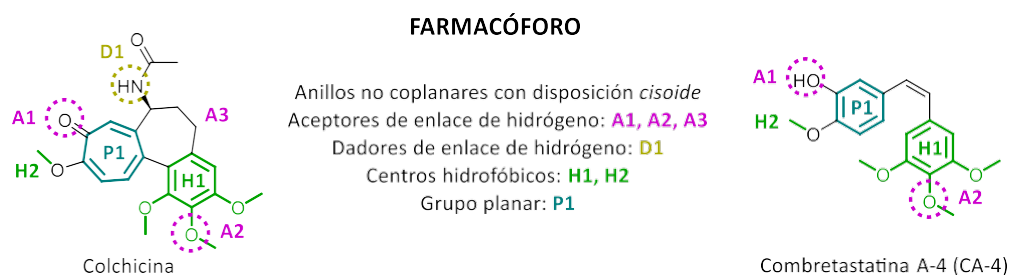 FARMACÓFORO
O
D1
HN
A1
O
A3
P1
H2
O
H1
O
O
O
A2
Colchicina
Anillos no coplanares con disposición cisoide
Aceptores de enlace de hidrógeno: A1, A2, A3
Dadores de enlace de hidrógeno: D1
Centros hidrofóbicos: H1, H2
Grupo planar: P1
A1
HO
P1
H2
O
H1
O
O
O
A2
Combretastatina A-4 (CA-4)